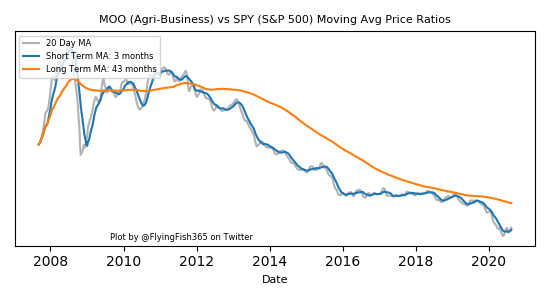 MOO (Agri-Business) vs SPY (S&P 500) Moving Avg Price Ratios
20 Day MA
Short Term MA: 3 months
Long Term MA: 43 months
Plot by @FlyingFish365 on Twitter
2008 2010 2012 2014 2016 2018 2020
Date